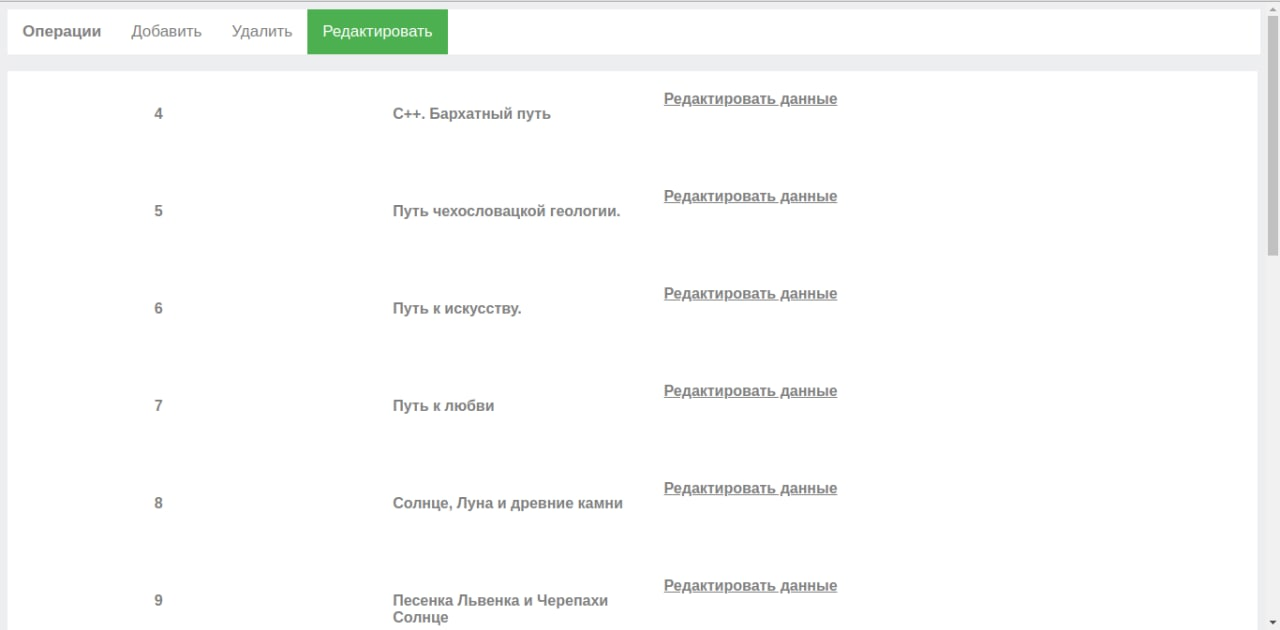 Операции Добавить Удалить Редактировать
Редактировать данные
4 С++. Бархатный путь
Редактировать данные
5 Путь чехословацкой геологии.
Редактировать данные
6 Путь к искусству.
Редактировать данные
7 Путь к любви
Редактировать данные
8 Солнце, Луна и древние камни
Редактировать данные
9 Песенка Львенка и Черепахи
Солнце